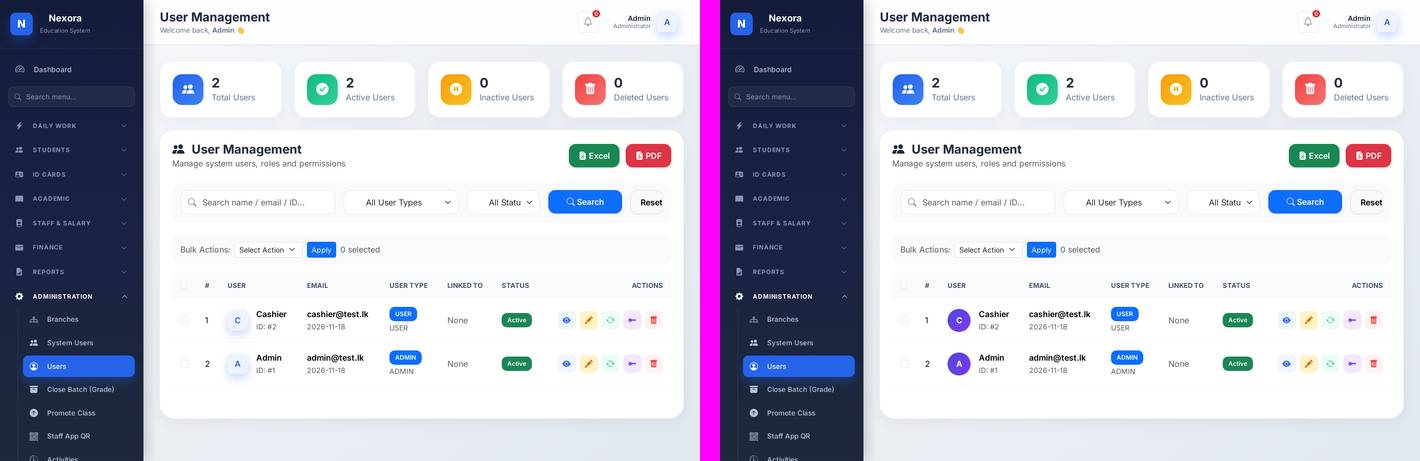 N
Nexora
Education System
Dashboard
Search menu...
DAILY WORK
STUDENTS
ID CARDS
ACADEMIC
STAFF & SALARY
FINANCE
REPORTS
ADMINISTRATION
Branches
System Users
Users
Close Batch (Grade)
Promote Class
Staff App QR
Activities
User Management
Welcome back, Admin 👋
0
Admin
Administrator
A
2
Total Users
2
Active Users
0
Inactive Users
0
Deleted Users
User Management
Manage system users, roles and permissions
Excel
PDF
Search name / email / ID...
All User Types
All Statu
Search
Reset
Bulk Actions: Select Action Apply 0 selected
# USER EMAIL USER TYPE LINKED TO STATUS ACTIONS
1 C Cashier cashier@test.lk USER None Active
ID: #2 2026-11-18 USER
2 A Admin admin@test.lk ADMIN None Active
ID: #1 2026-11-18 ADMIN
N
Nexora
Education System
Dashboard
Search menu...
DAILY WORK
STUDENTS
ID CARDS
ACADEMIC
STAFF & SALARY
FINANCE
REPORTS
ADMINISTRATION
Branches
System Users
Users
Close Batch (Grade)
Promote Class
Staff App QR
Activities
User Management
Welcome back, Admin 👋
0
Admin
Administrator
A
2
Total Users
2
Active Users
0
Inactive Users
0
Deleted Users
User Management
Manage system users, roles and permissions
Excel
PDF
Search name / email / ID...
All User Types
All Statu
Search
Reset
Bulk Actions: Select Action Apply 0 selected
# USER EMAIL USER TYPE LINKED TO STATUS ACTIONS
1 C Cashier cashier@test.lk USER None Active
ID: #2 2026-11-18 USER
2 A Admin admin@test.lk ADMIN None Active
ID: #1 2026-11-18 ADMIN